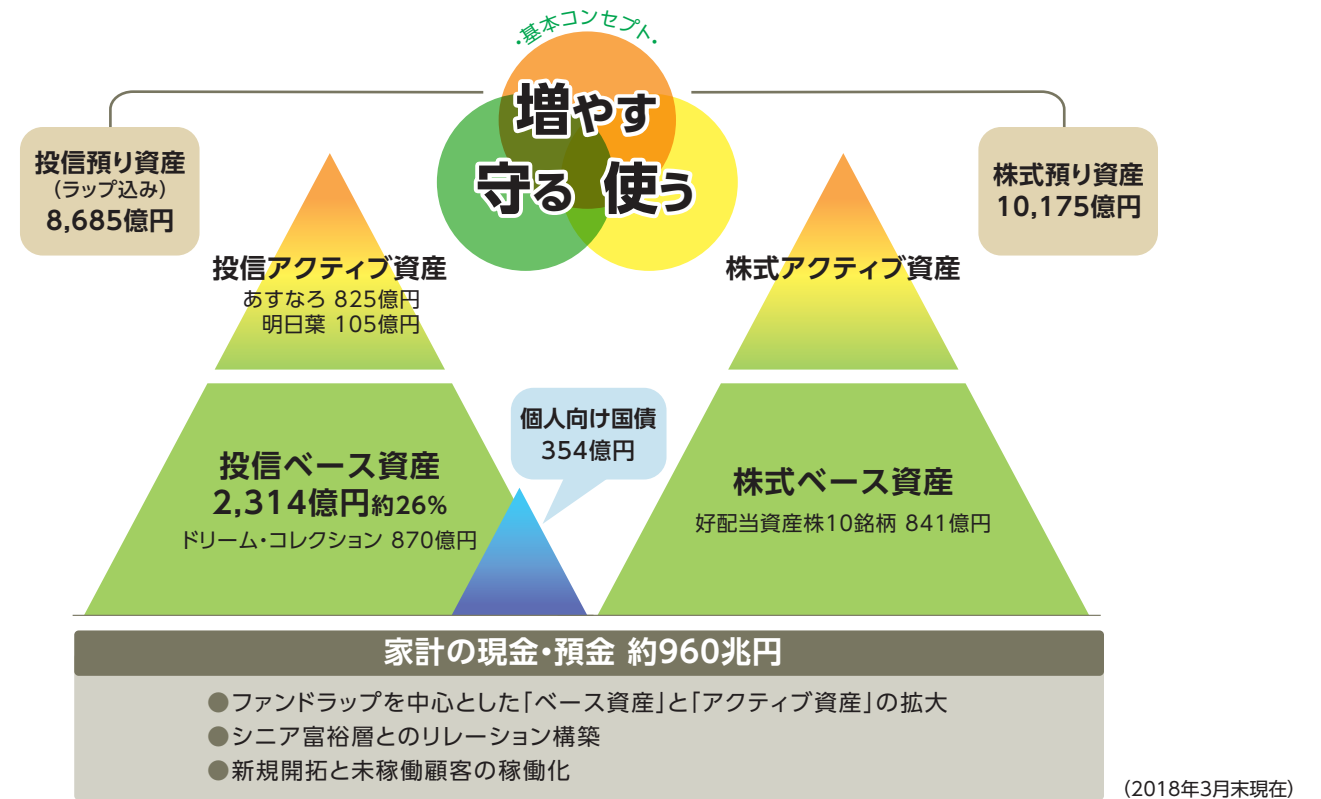 ・基本コンセプト・
増やす
守る 使う
投信預り資産
（ラップ込み）
8,685億円
株式預り資産
10,175億円
投信アクティブ資産
あすなろ 825億円
明日葉 105億円
株式アクティブ資産
個人向け国債
354億円
投信ベース資産
2,314億円約26%
ドリーム・コレクション 870億円
株式ベース資産
好配当資産株10銘柄 841億円
家計の現金・預金 約960兆円
●ファンドラップを中心とした「ベース資産」と「アクティブ資産」の拡大
●シニア富裕層とのリレーション構築
●新規開拓と未稼働顧客の稼働化
（2018年3月末現在）